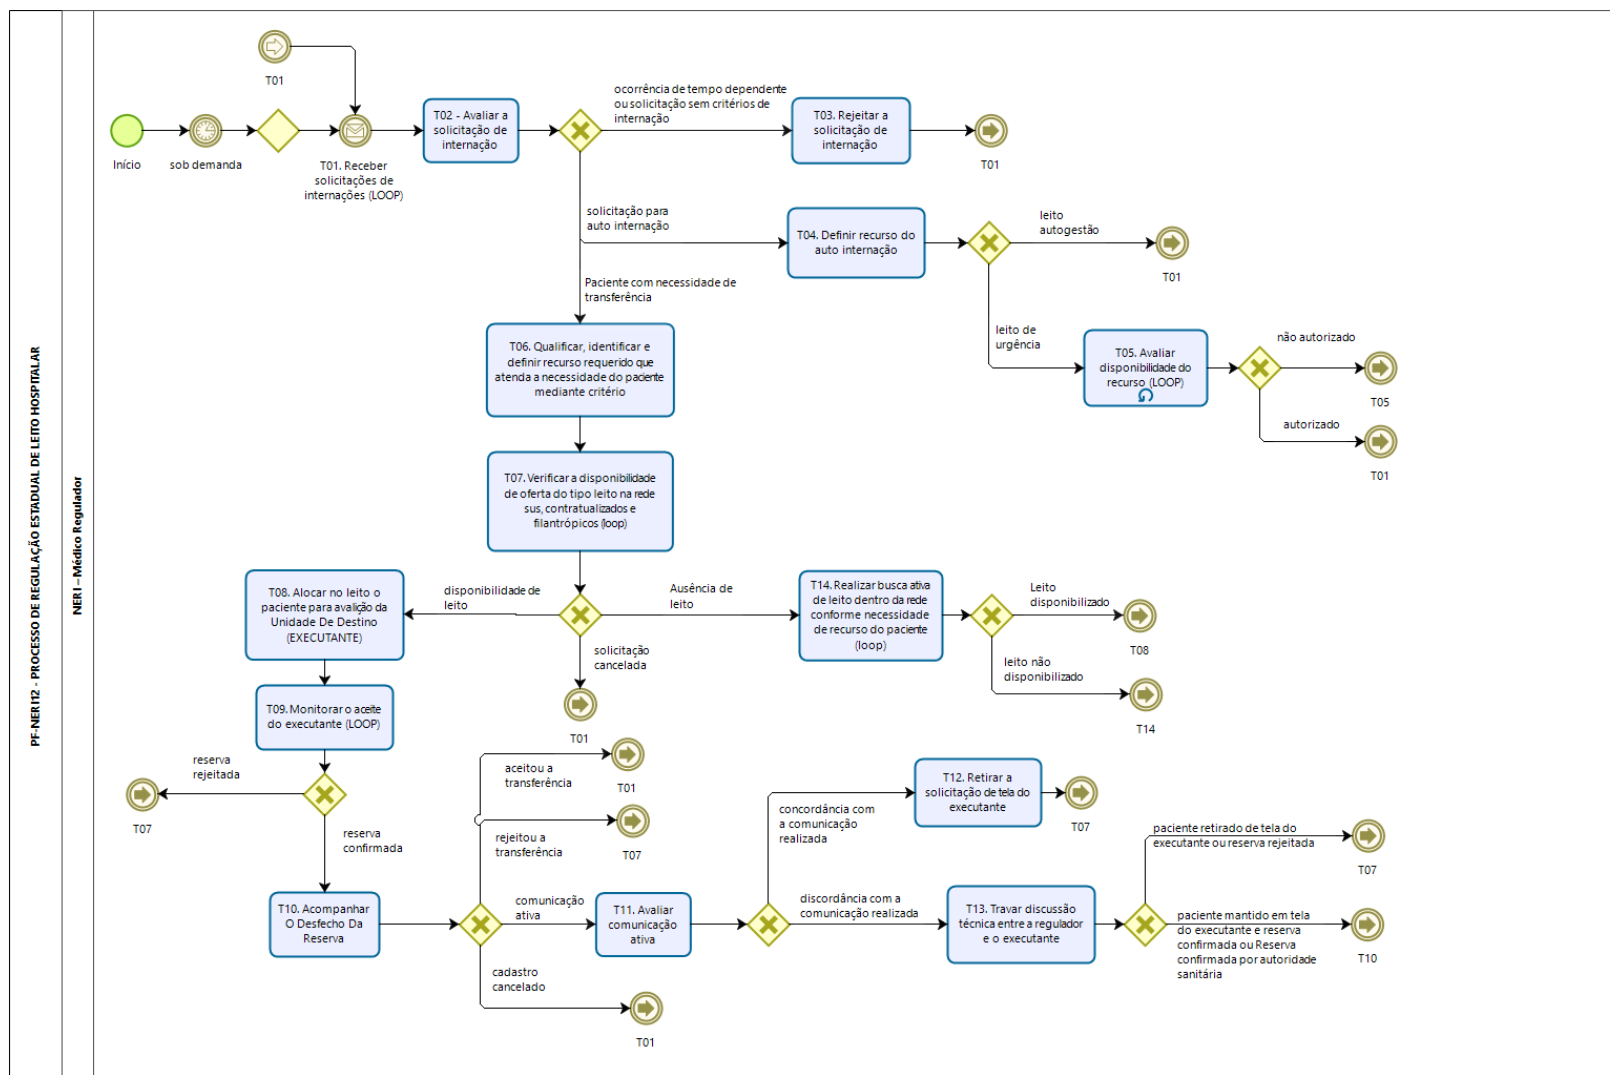 PF-NERI12 - PROCESSO DE REGULAÇÃO ESTADUAL DE LEITO HOSPITALAR
NERI – Médico Regulador
T01
Início
sob demanda
T01. Receber
solicitações de
internações (LOOP)
T02 - Avaliar a
solicitação de
internação
ocorrência de tempo dependente
ou solicitação sem critérios de
internação
T03. Rejeitar a
solicitação de
internação
T01
solicitação para
auto internação
T04. Definir recurso do
auto internação
leito
autogestão
T01
Paciente com necessidade de
transferência
leito de
urgência
T05. Avaliar
disponibilidade do
recurso (LOOP)
não autorizado
T05
autorizado
T01
T06. Qualificar, identificar e
definir recurso requerido que
atenda a necessidade do paciente
mediante critério
T07. Verificar a disponibilidade
de oferta do tipo leito na rede
sus, contratualizados e
filantrópicos (loop)
T08. Alocar no leito o
paciente para avalição da
Unidade De Destino
(EXECUTANTE)
disponibilidade de
leito
Ausência de
leito
T14. Realizar busca ativa
de leito dentro da rede
conforme necessidade
de recurso do paciente
(loop)
Leito
disponibilizado
T08
solicitação
cancelada
T01
leito não
disponibilizado
T14
T09. Monitorar o aceite
do executante (LOOP)
reserva
rejeitada
T07
reserva
confirmada
aceitou a
transferência
T01
rejeitou a
transferência
T07
T12. Retirar a
solicitação de tela do
executante
T07
concordância com
a comunicação
realizada
paciente retirado de tela do
executante ou reserva rejeitada
T07
T10. Acompanhar
O Desfecho Da
Reserva
comunicação
ativa
T11. Avaliar
comunicação
ativa
discordância com a
comunicação realizada
T13. Travar discussão
técnica entre a regulador
e o executante
paciente mantido em tela
do executante e reserva
confirmada ou Reserva
confirmada por autoridade
sanitária
T10
cadastro
cancelado
T01